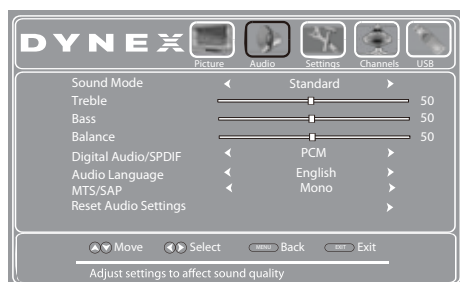 DYNEX
Picture Audio Settings Channels USB
Sound Mode Standard
Treble 50
Bass 50
Balance 50
Digital Audio/SPDIF PCM
Audio Language English
MTS/SAP Mono
Reset Audio Settings
Move Select MENU Back EXIT Exit
Adjust settings to affect sound quality